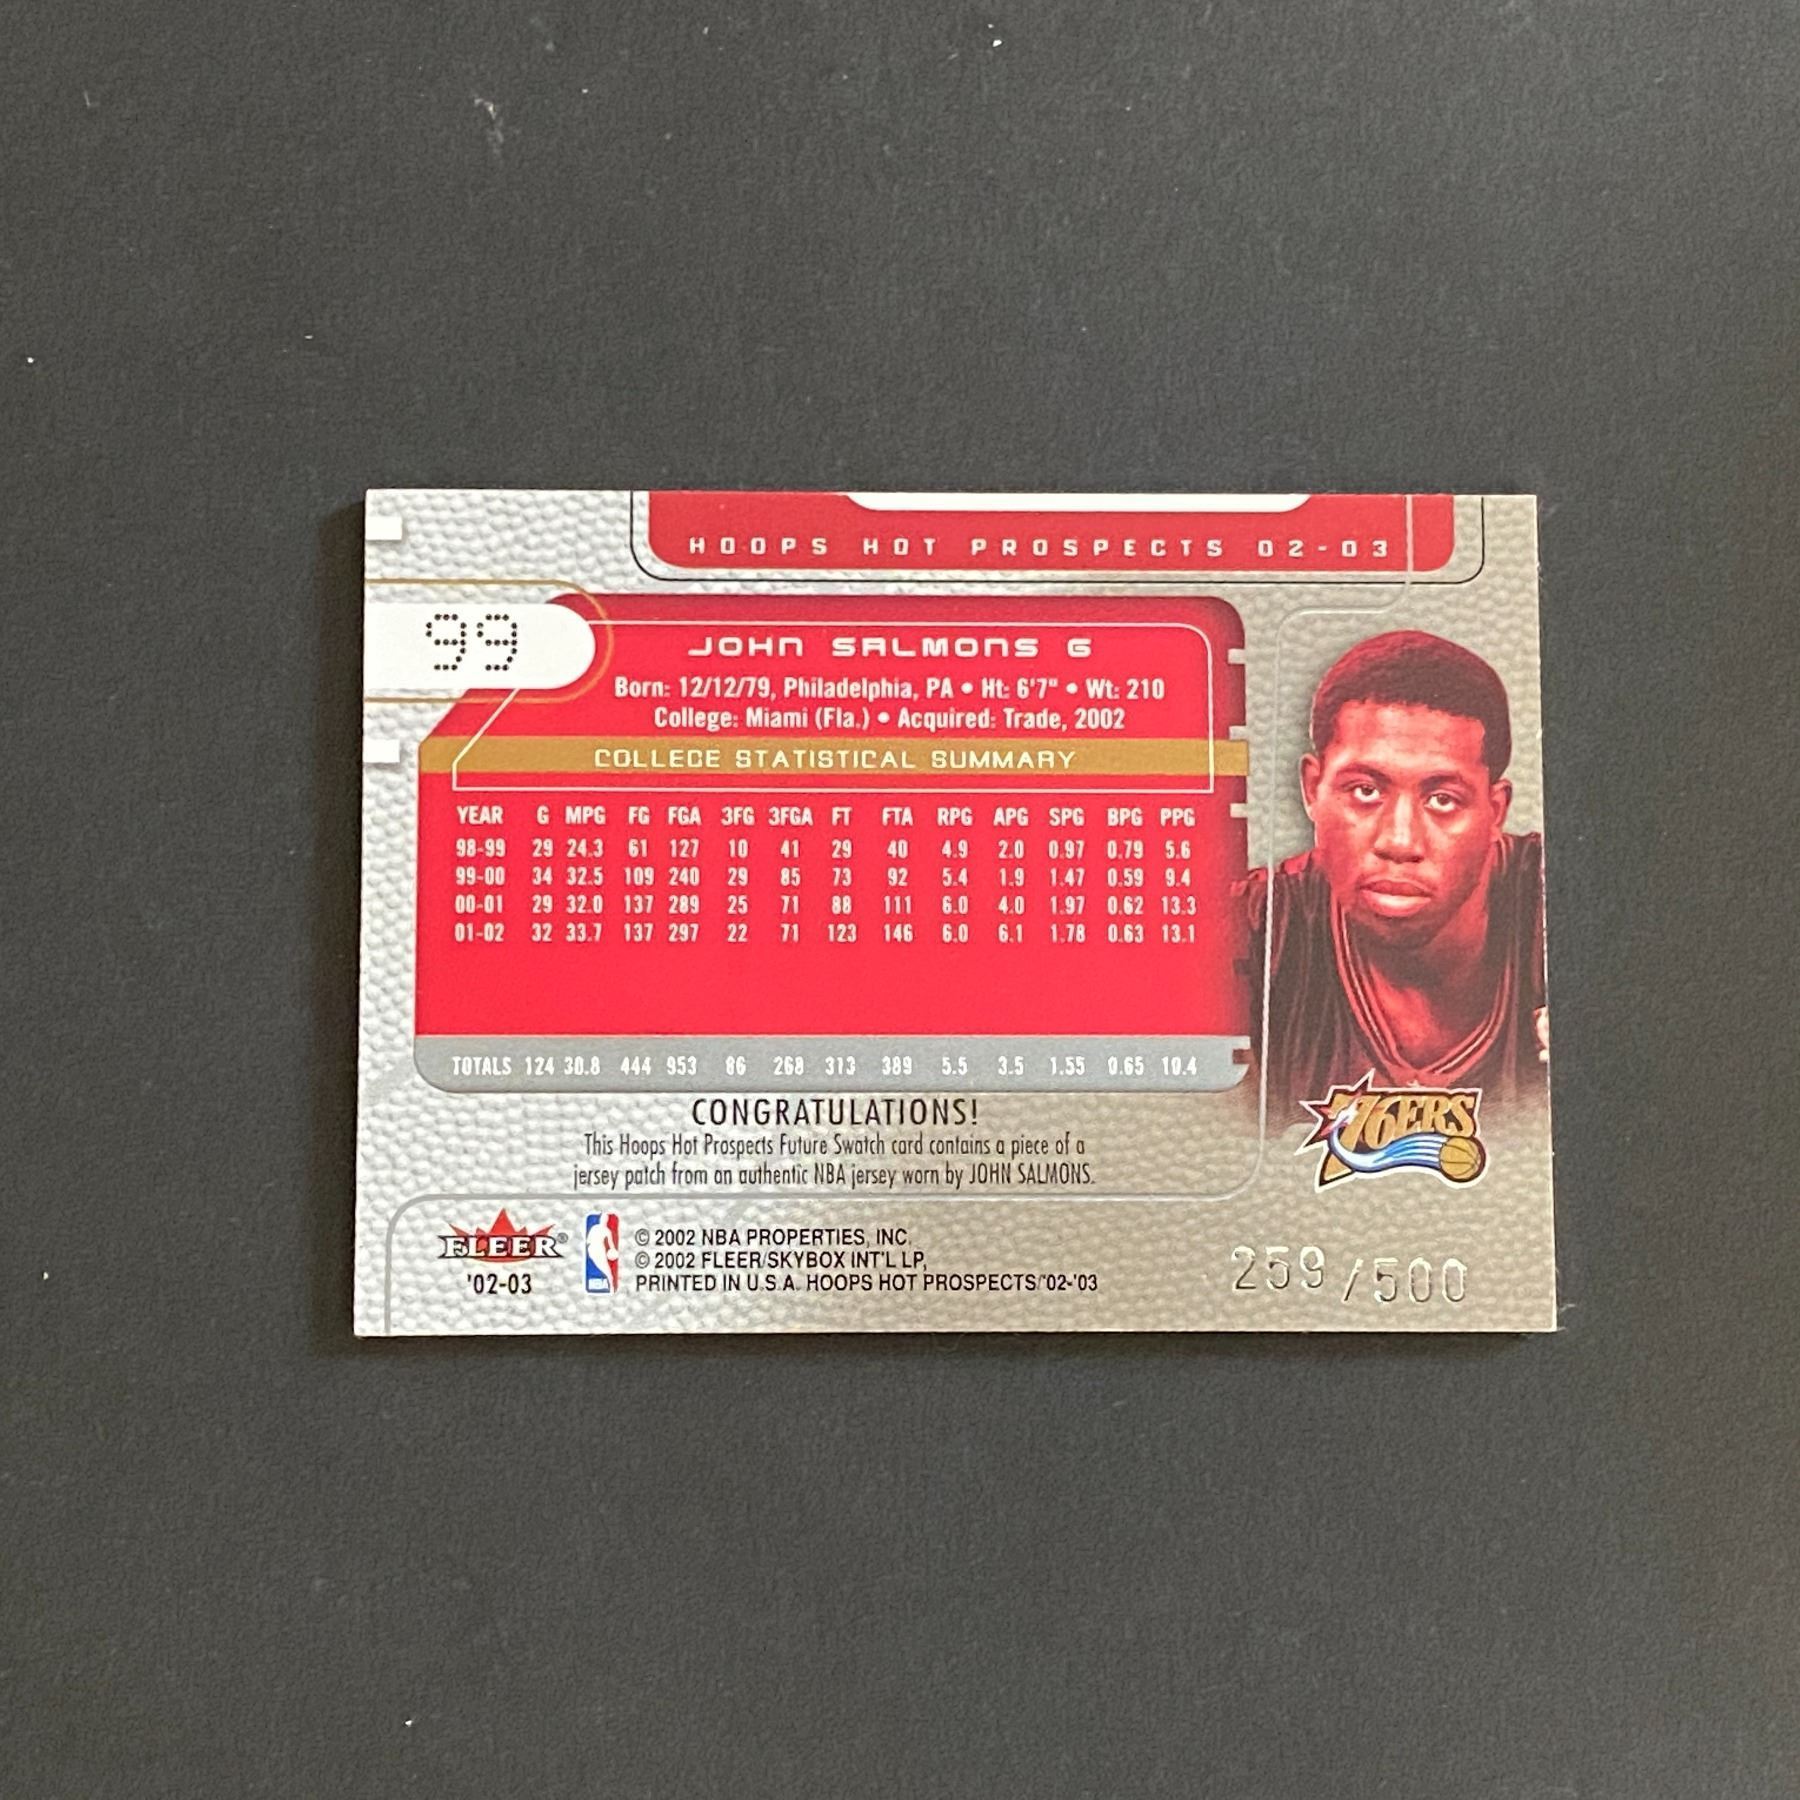 HOOPS HOT PROSPECTS 02-03
99
JOHN SALMONS G
Born: 12/12/79, Philadelphia, PA • Ht: 6'7" • Wt: 210
College: Miami (Fla.) • Acquired: Trade, 2002
COLLEGE STATISTICAL SUMMARY
YEAR G MPG FG FGA 3FG 3FGA FT FTA RPG APG SPG BPG PPG
98-99 29 24.3 61 127 10 41 29 40 4.9 2.0 0.97 0.79 5.6
99-00 34 32.5 109 240 29 85 73 92 5.4 1.9 1.47 0.59 9.4
00-01 29 32.0 137 289 25 71 88 111 6.0 4.0 1.97 0.62 13.3
01-02 32 33.7 137 297 22 71 123 146 6.0 6.1 1.78 0.63 13.1
TOTALS 124 30.8 444 953 86 268 313 389 5.5 3.5 1.55 0.65 10.4
CONGRATULATIONS!
This Hoops Hot Prospects Future Swatch card contains a piece of a
jersey patch from an authentic NBA jersey worn by JOHN SALMONS.
76ERS
FLEER®
'02-03
NBA
© 2002 NBA PROPERTIES, INC.
© 2002 FLEER/SKYBOX INT'L LP,
PRINTED IN U.S.A. HOOPS HOT PROSPECTS/'02-'03
259/500